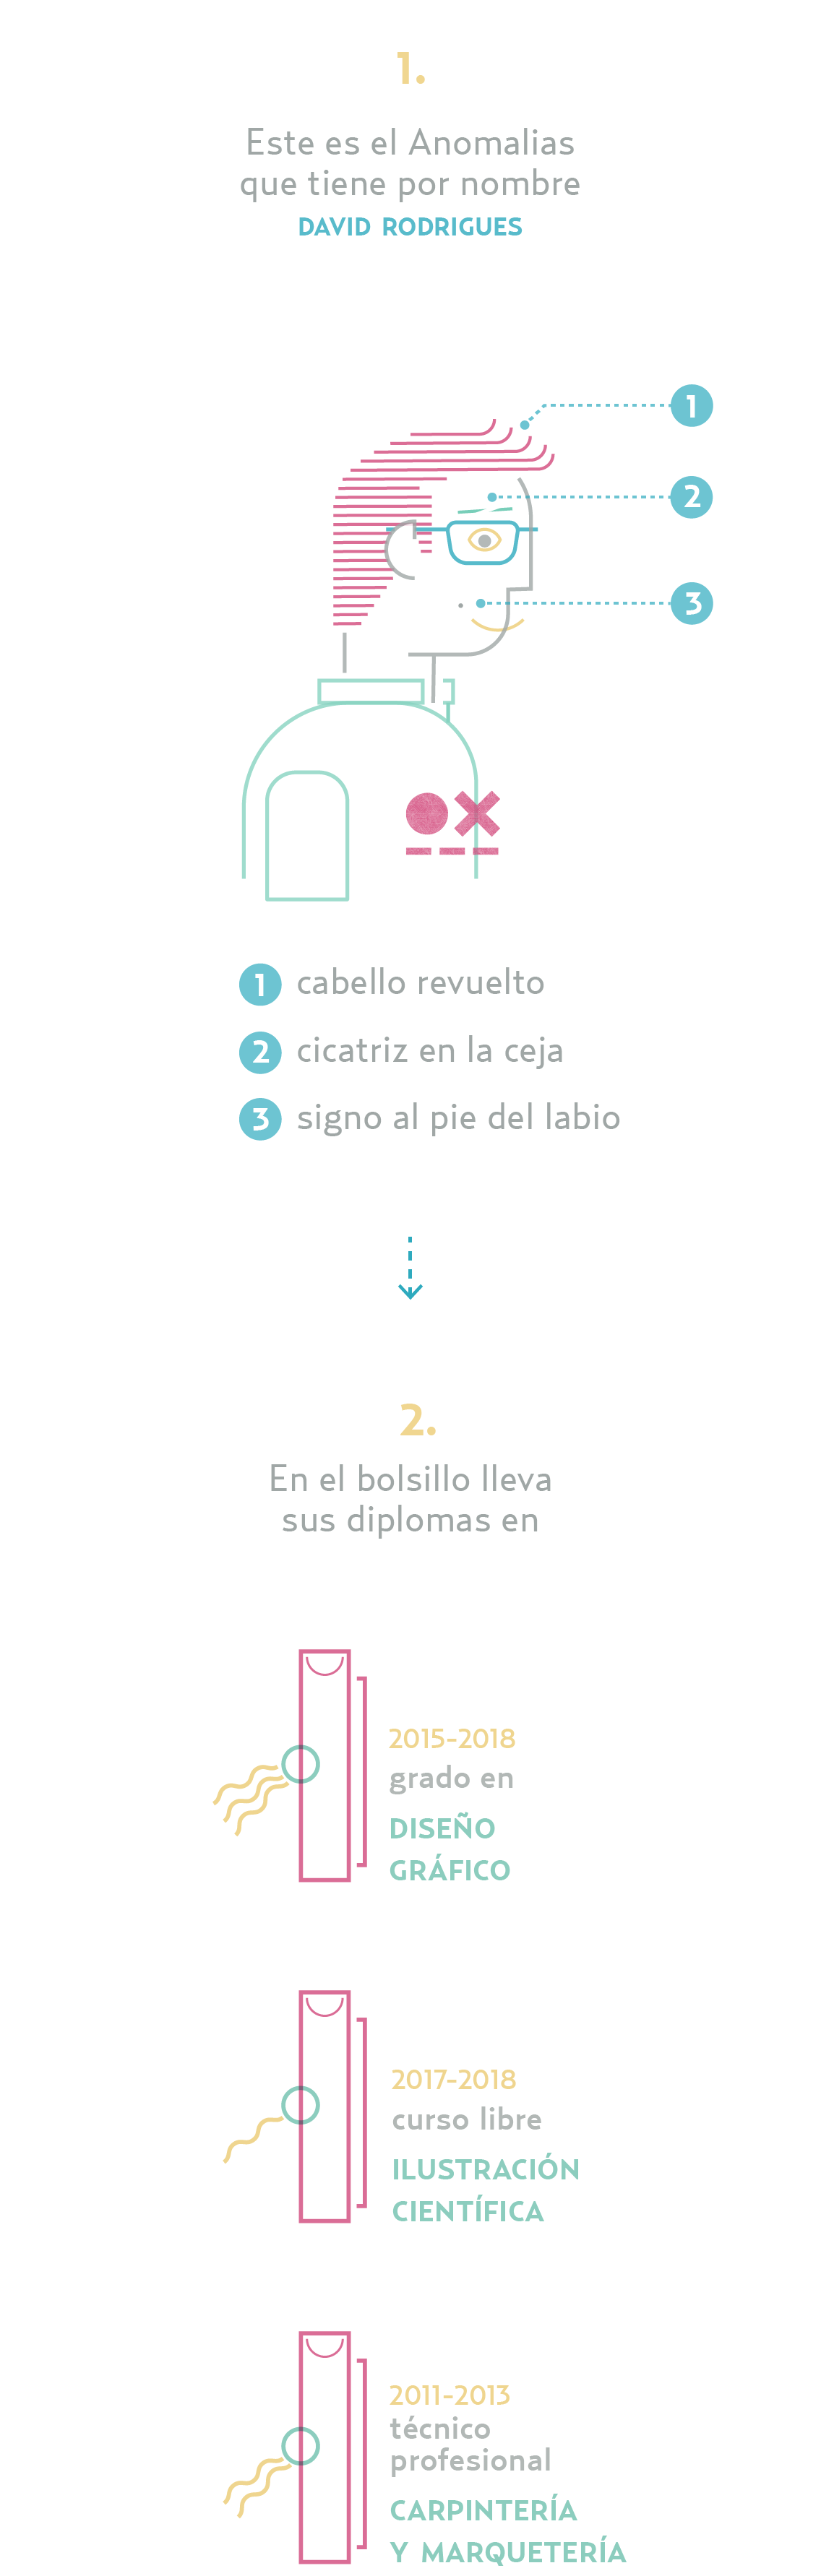 1.
Este es el Anomalias
que tiene por nombre
DAVID RODRIGUES
1
2
3
1 cabello revuelto
2 cicatriz en la ceja
3 signo al pie del labio
2.
En el bolsillo lleva
sus diplomas en
2015-2018
grado en
DISEÑO
GRÁFICO
2017-2018
curso libre
ILUSTRACIÓN
CIENTÍFICA
2011-2013
técnico
profesional
CARPINTERÍA
Y MARQUETERÍA